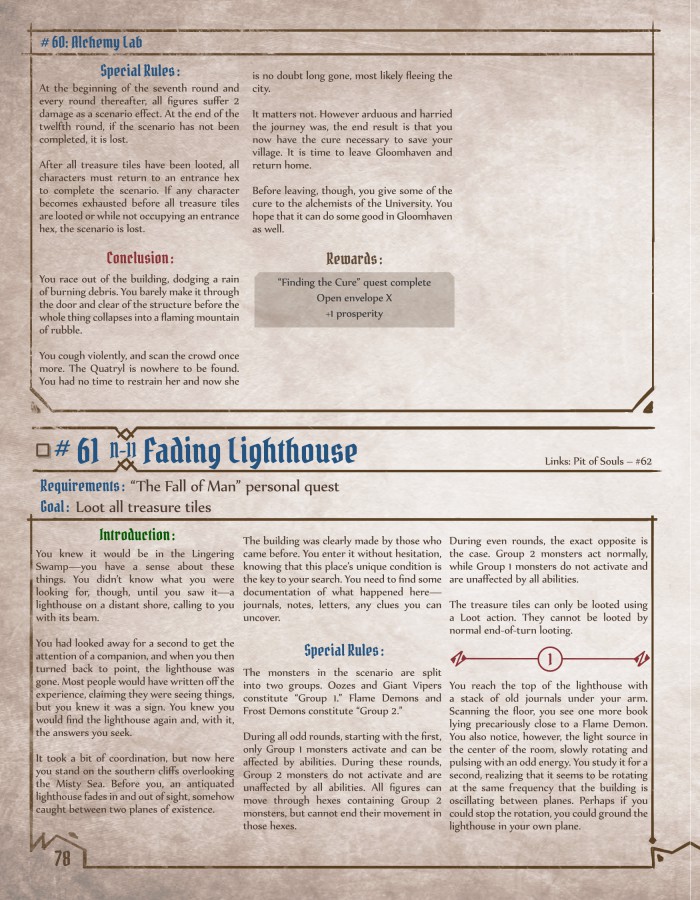 # 60: Alchemy Lab
Special Rules:
At the beginning of the seventh round and
every round thereafter, all figures suffer 2
damage as a scenario effect. At the end of the
twelfth round, if the scenario has not been
completed, it is lost.
After all treasure tiles have been looted, all
characters must return to an entrance hex
to complete the scenario. If any character
becomes exhausted before all treasure tiles
are looted or while not occupying an entrance
hex, the scenario is lost.
Conclusion:
You race out of the building, dodging a rain
of burning debris. You barely make it through
the door and clear of the structure before the
whole thing collapses into a flaming mountain
of rubble.
You cough violently, and scan the crowd once
more. The Quatryl is nowhere to be found.
You had no time to restrain her and now she
is no doubt long gone, most likely fleeing the
city.
It matters not. However arduous and harried
the journey was, the end result is that you
now have the cure necessary to save your
village. It is time to leave Gloomhaven and
return home.
Before leaving, though, you give some of the
cure to the alchemists of the University. You
hope that it can do some good in Gloomhaven
as well.
Rewards:
"Finding the Cure" quest complete
Open envelope X
+1 prosperity
# 61 N-11 Fading Lighthouse
Links: Pit of Souls – #62
Requirements: "The Fall of Man" personal quest
Goal: Loot all treasure tiles
Introduction:
You knew it would be in the Lingering
Swamp—you have a sense about these
things. You didn't know what you were
looking for, though, until you saw it—a
lighthouse on a distant shore, calling to you
with its beam.
You had looked away for a second to get the
attention of a companion, and when you then
turned back to point, the lighthouse was
gone. Most people would have written off the
experience, claiming they were seeing things,
but you knew it was a sign. You knew you
would find the lighthouse again and, with it,
the answers you seek.
It took a bit of coordination, but now here
you stand on the southern cliffs overlooking
the Misty Sea. Before you, an antiquated
lighthouse fades in and out of sight, somehow
caught between two planes of existence.
The building was clearly made by those who
came before. You enter it without hesitation,
knowing that this place's unique condition is
the key to your search. You need to find some
documentation of what happened here—
journals, notes, letters, any clues you can
uncover.
Special Rules:
The monsters in the scenario are split
into two groups. Oozes and Giant Vipers
constitute "Group 1." Flame Demons and
Frost Demons constitute "Group 2."
During all odd rounds, starting with the first,
only Group 1 monsters activate and can be
affected by abilities. During these rounds,
Group 2 monsters do not activate and are
unaffected by all abilities. All figures can
move through hexes containing Group 2
monsters, but cannot end their movement in
those hexes.
During even rounds, the exact opposite is
the case. Group 2 monsters act normally,
while Group 1 monsters do not activate and
are unaffected by all abilities.
The treasure tiles can only be looted using
a Loot action. They cannot be looted by
normal end-of-turn looting.
1
You reach the top of the lighthouse with
a stack of old journals under your arm.
Scanning the floor, you see one more book
lying precariously close to a Flame Demon.
You also notice, however, the light source in
the center of the room, slowly rotating and
pulsing with an odd energy. You study it for a
second, realizing that it seems to be rotating
at the same frequency that the building is
oscillating between planes. Perhaps if you
could stop the rotation, you could ground the
lighthouse in your own plane.
78